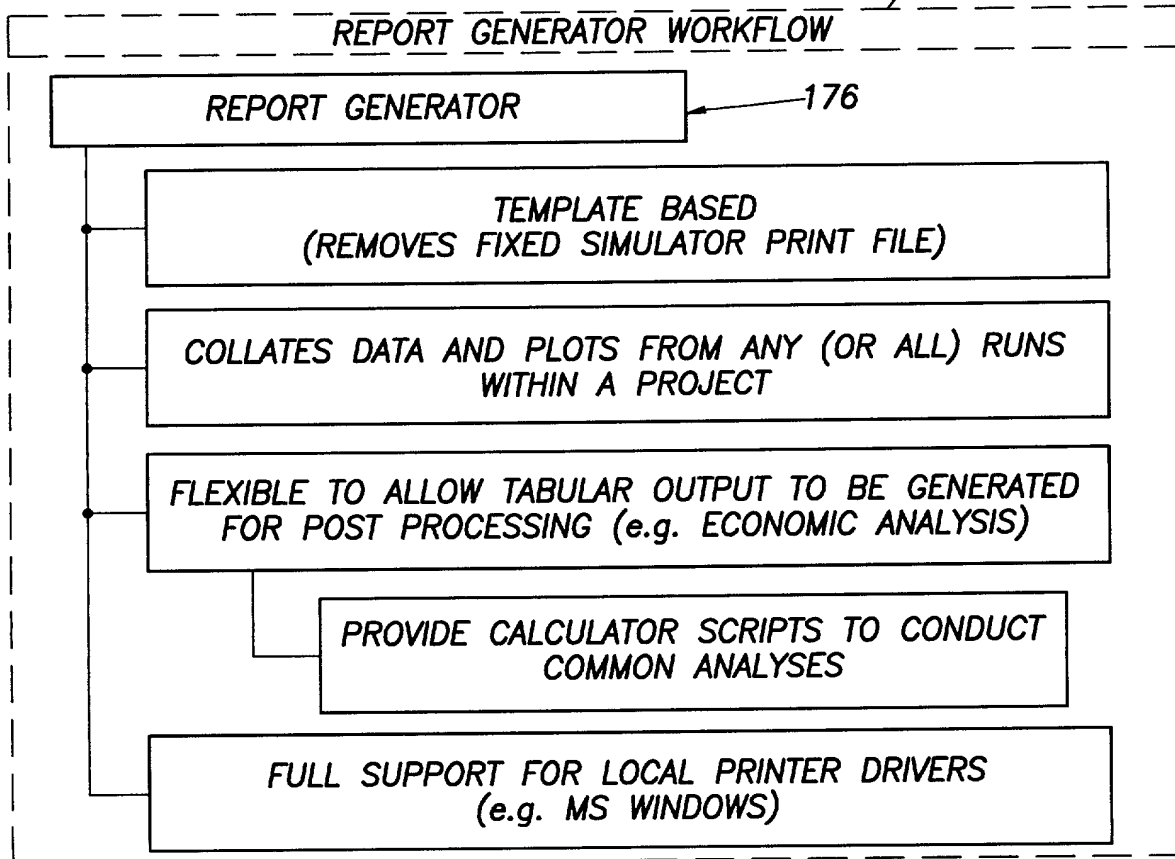 REPORT GENERATOR WORKFLOW
REPORT GENERATOR
176
TEMPLATE BASED
(REMOVES FIXED SIMULATOR PRINT FILE)
COLLATES DATA AND PLOTS FROM ANY (OR ALL) RUNS
WITHIN A PROJECT
FLEXIBLE TO ALLOW TABULAR OUTPUT TO BE GENERATED
FOR POST PROCESSING (e.g. ECONOMIC ANALYSIS)
PROVIDE CALCULATOR SCRIPTS TO CONDUCT
COMMON ANALYSES
FULL SUPPORT FOR LOCAL PRINTER DRIVERS
(e.g. MS WINDOWS)